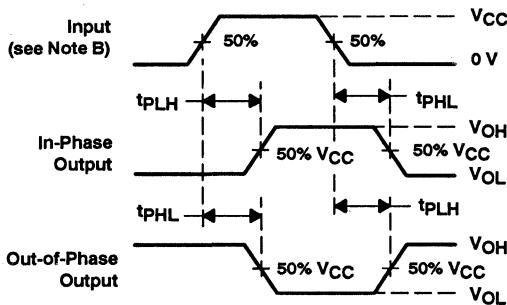 Input
(see Note B)
50%
50%
VCC
0 V
tPLH
tPHL
In-Phase
Output
50% VCC
50% VCC
VOH
VOL
tPHL
tPLH
Out-of-Phase
Output
50% VCC
50% VCC
VOH
VOL